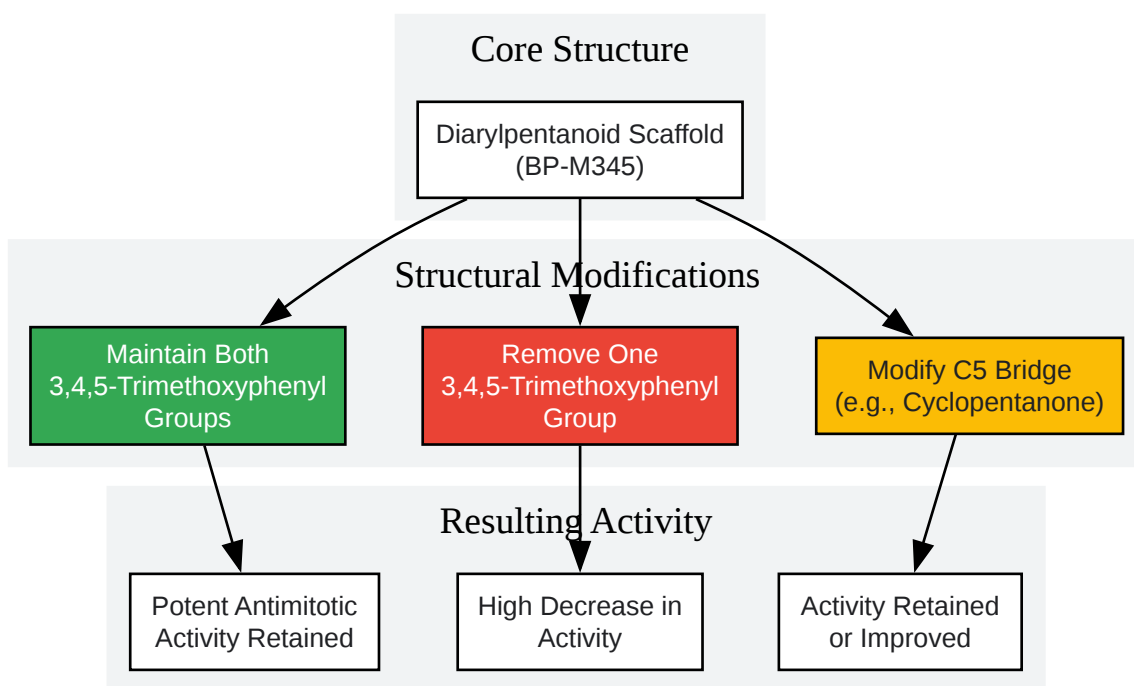 Core Structure
Diarylpentanoid Scaffold
(BP-M345)
Structural Modifications
Maintain Both
3,4,5-Trimethoxyphenyl
Groups
Remove One
3,4,5-Trimethoxyphenyl
Group
Modify C5 Bridge
(e.g., Cyclopentanone)
Resulting Activity
Potent Antimitotic
Activity Retained
High Decrease in
Activity
Activity Retained
or Improved